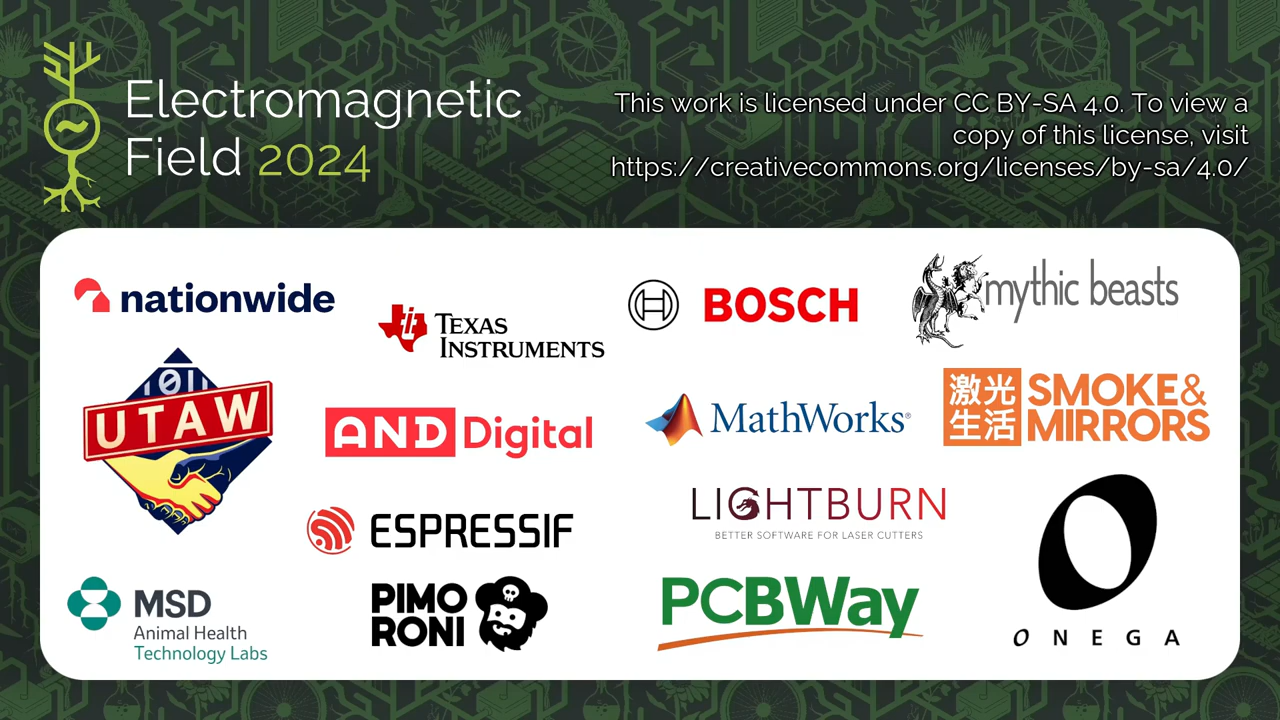 Electromagnetic
Field 2024
This work is licensed under CC BY-SA 4.0. To view a
copy of this license, visit
https://creativecommons.org/licenses/by-sa/4.0/
nationwide
TEXAS
INSTRUMENTS
BOSCH
mythic beasts
101
UTAW
AND Digital
MathWorks®
激光
生活
SMOKE&
MIRRORS
ESPRESSIF
LIGHTBURN
BETTER SOFTWARE FOR LASER CUTTERS
MSD
Animal Health
Technology Labs
PIMO
RONI
PCBWay
ONEGA